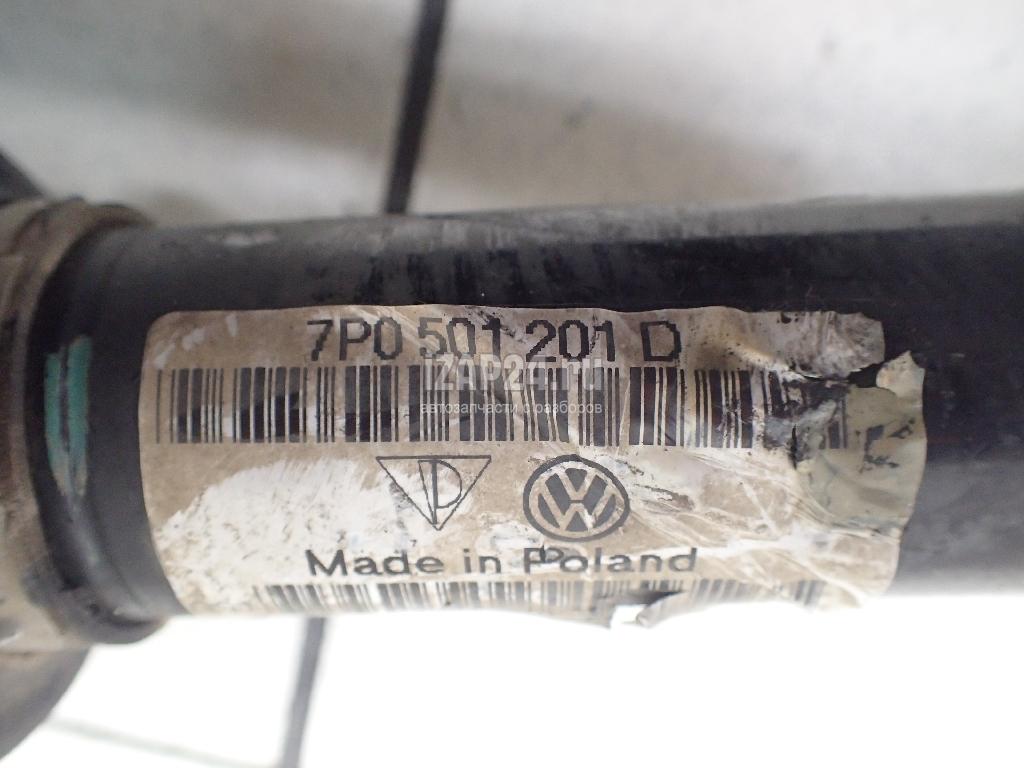 7P0 501 201 D
IZAP24.ru
автозапчасти с разборов
Made in Poland